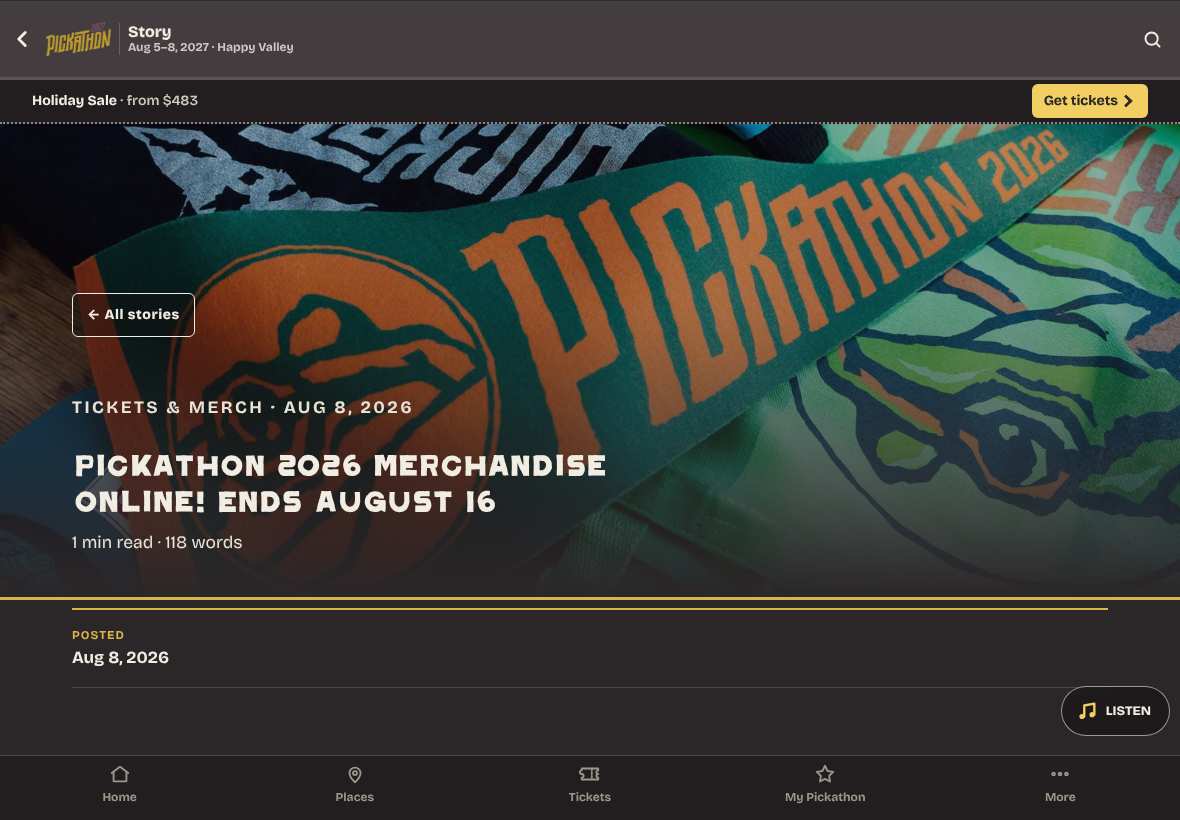 PICKATHON
Story
Aug 5–8, 2027 · Happy Valley
Holiday Sale · from $483
Get tickets
PICKATHON 2026
← All stories
TICKETS & MERCH · AUG 8, 2026
PICKATHON 2026 MERCHANDISE
ONLINE! ENDS AUGUST 16
1 min read · 118 words
POSTED
Aug 8, 2026
LISTEN
Home
Places
Tickets
My Pickathon
More